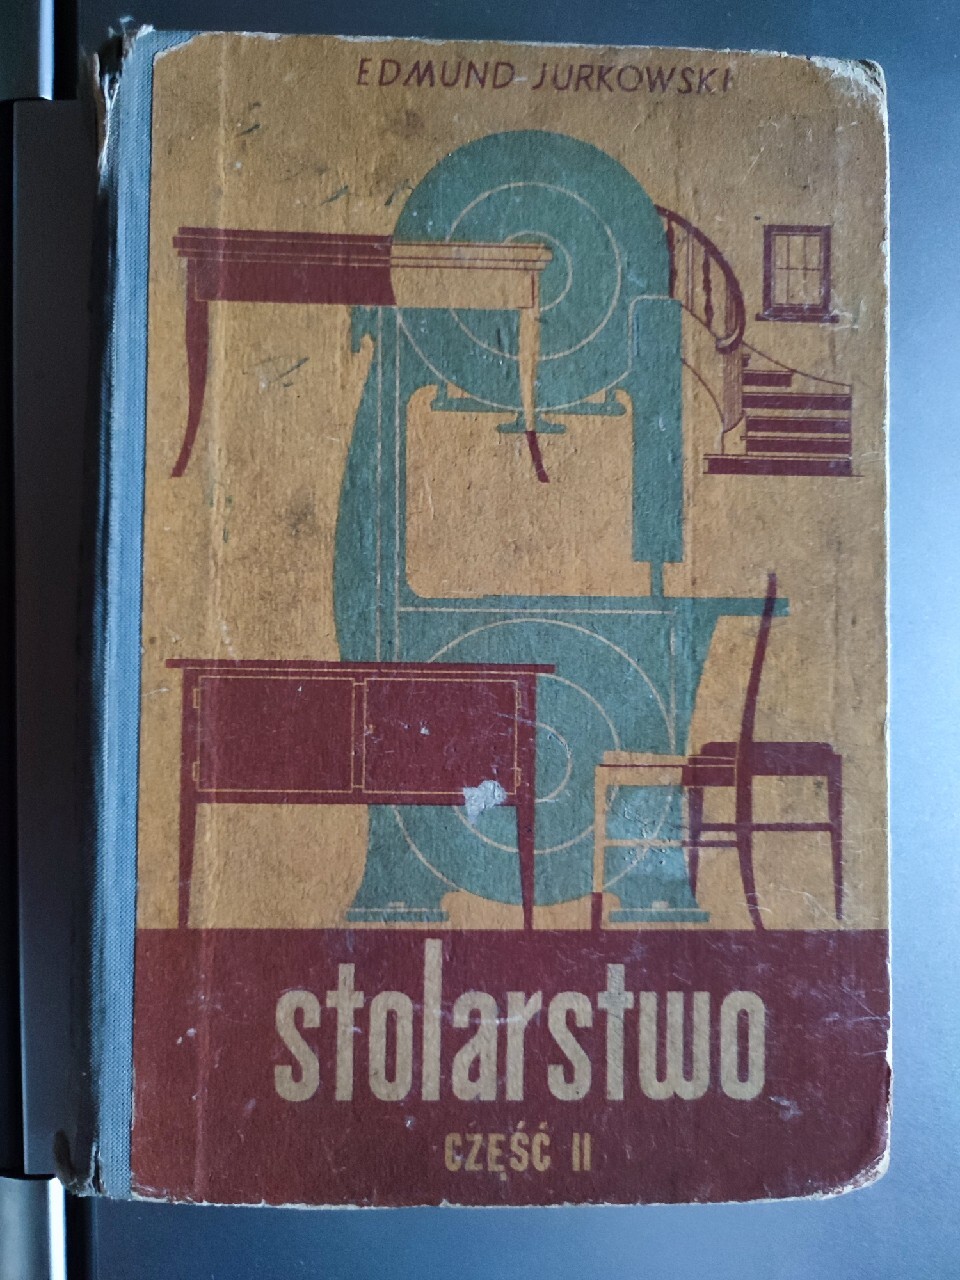 EDMUND JURKOWSKI
stolarstwo
CZĘŚĆ II